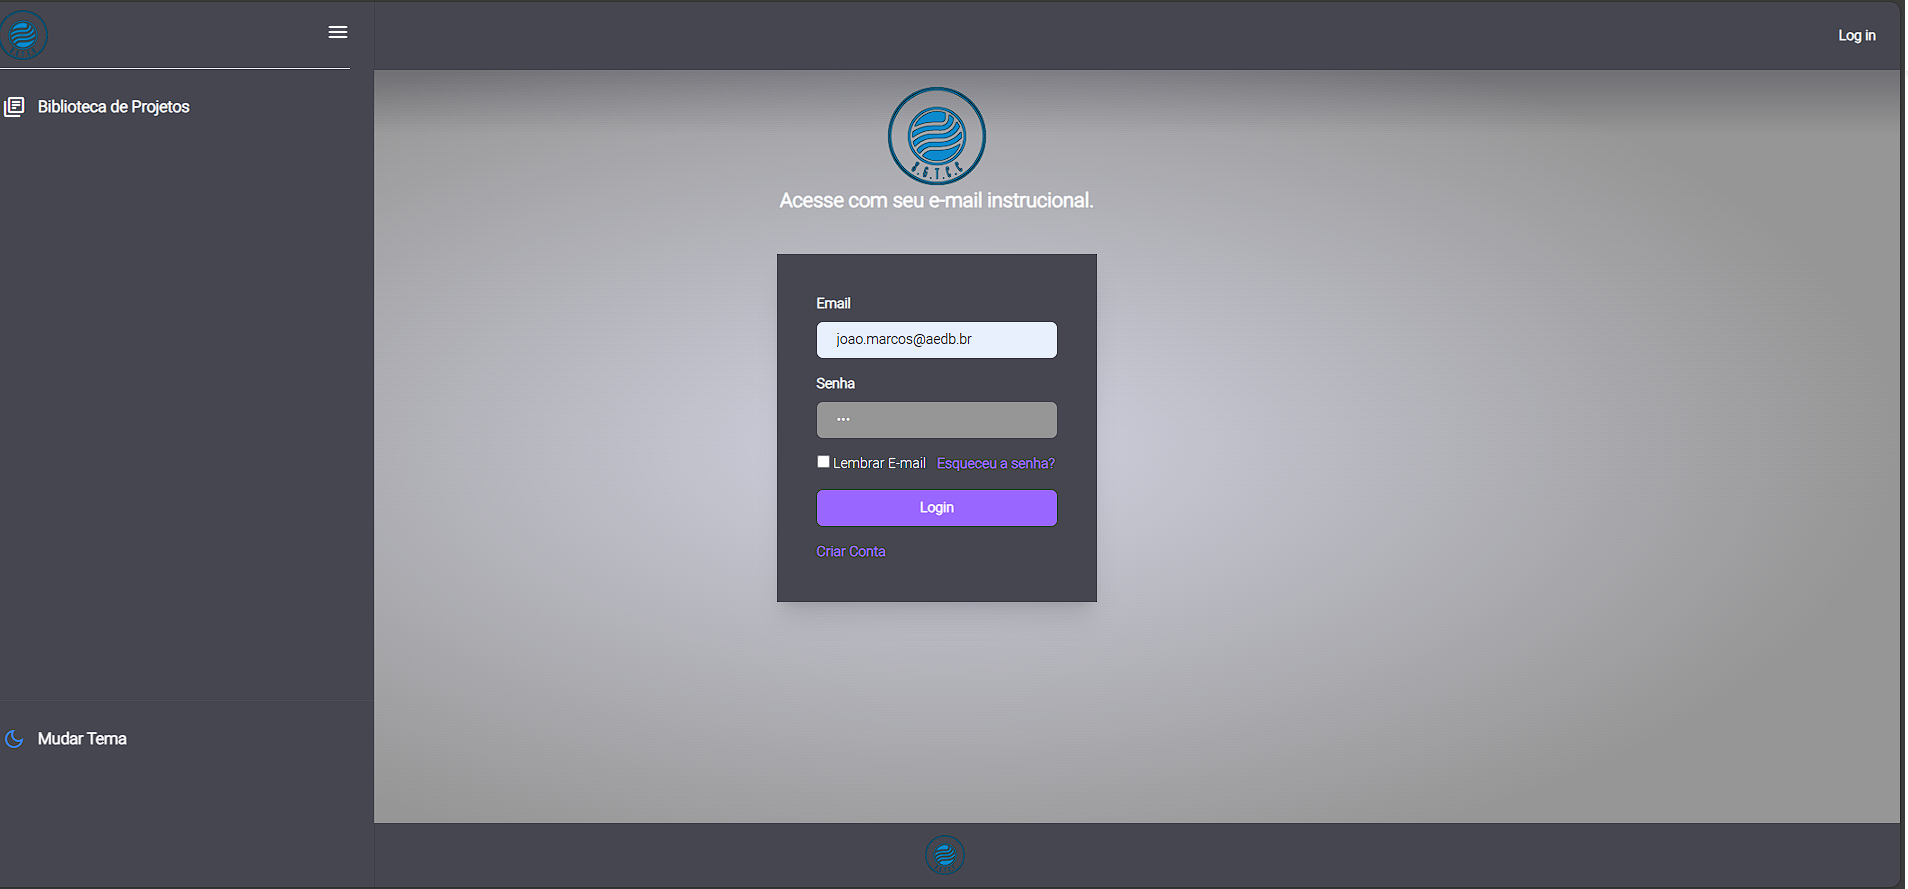 Log in
Biblioteca de Projetos
S.G.T.C.C
Acesse com seu e-mail instrucional.
Email
joao.marcos@aedb.br
Senha
Lembrar E-mail Esqueceu a senha?
Login
Criar Conta
Mudar Tema